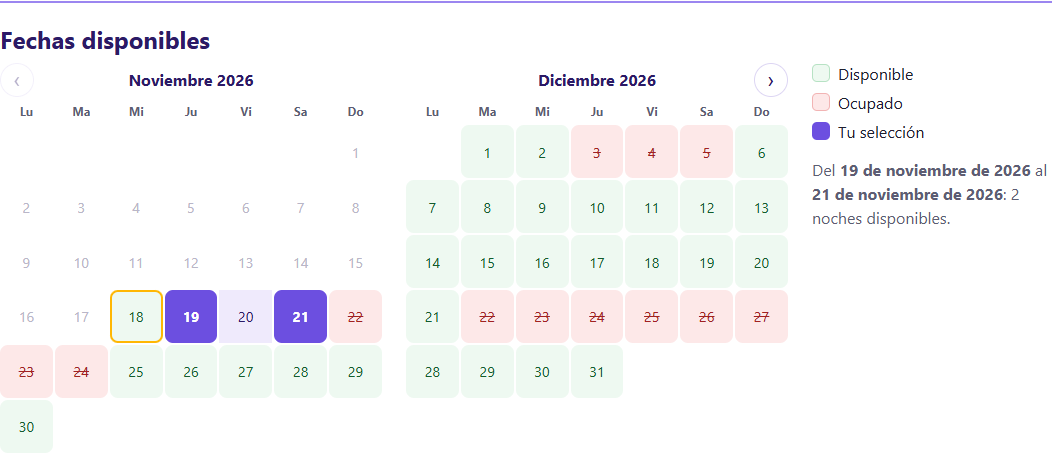 Fechas disponibles
‹ Noviembre 2026
Lu Ma Mi Ju Vi Sa Do
1
2 3 4 5 6 7 8
9 10 11 12 13 14 15
16 17 18 19 20 21 22
23 24 25 26 27 28 29
30
Diciembre 2026 ›
Lu Ma Mi Ju Vi Sa Do
1 2 3 4 5 6
7 8 9 10 11 12 13
14 15 16 17 18 19 20
21 22 23 24 25 26 27
28 29 30 31
Disponible
Ocupado
Tu selección
Del 19 de noviembre de 2026 al
21 de noviembre de 2026: 2
noches disponibles.